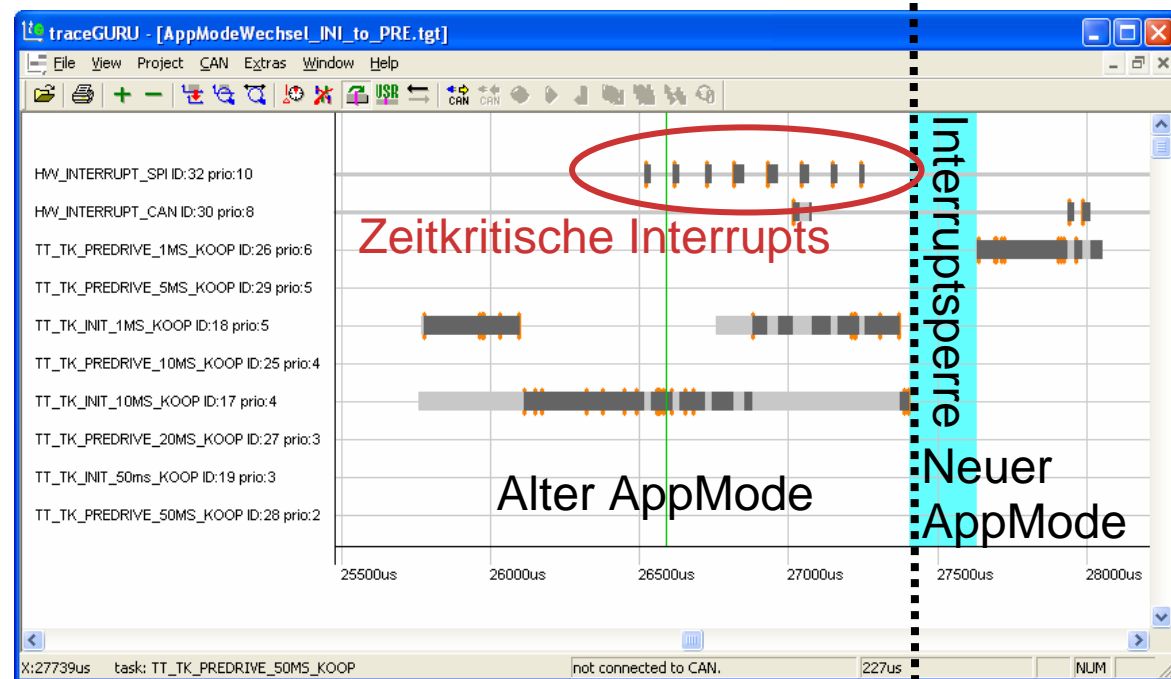 traceGURU - [AppModeWechsel_INI_to_PRE.tgt]
File View Project CAN Extras Window Help
USR CAN CAN
HW_INTERRUPT_SPI ID:32 prio:10
HW_INTERRUPT_CAN ID:30 prio:8
TT_TK_PREDRIVE_1MS_KOOP ID:26 prio:6
TT_TK_PREDRIVE_5MS_KOOP ID:29 prio:5
TT_TK_INIT_1MS_KOOP ID:18 prio:5
TT_TK_PREDRIVE_10MS_KOOP ID:25 prio:4
TT_TK_INIT_10MS_KOOP ID:17 prio:4
TT_TK_PREDRIVE_20MS_KOOP ID:27 prio:3
TT_TK_INIT_50ms_KOOP ID:19 prio:3
TT_TK_PREDRIVE_50MS_KOOP ID:28 prio:2
Zeitkritische Interrupts
Interruptsperre
Alter AppMode
Neuer
AppMode
25500us 26000us 26500us 27000us 27500us 28000us
X:27739us task: TT_TK_PREDRIVE_50MS_KOOP not connected to CAN. 227us NUM